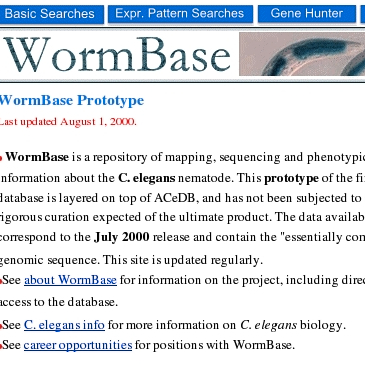 Basic Searches Expr. Pattern Searches Gene Hunter
WormBase
WormBase Prototype
Last updated August 1, 2000.
WormBase is a repository of mapping, sequencing and
information about the C. elegans nematode. This prototype of the
database is layered on top of ACeDB, and has not been subjected to
rigorous curation expected of the ultimate product. The data
correspond to the July 2000 release and contain the "essentially
genomic sequence. This site is updated regularly.
See about WormBase for information on the project, including
access to the database.
See C. elegans info for more information on C. elegans biology.
See career opportunities for positions with WormBase.